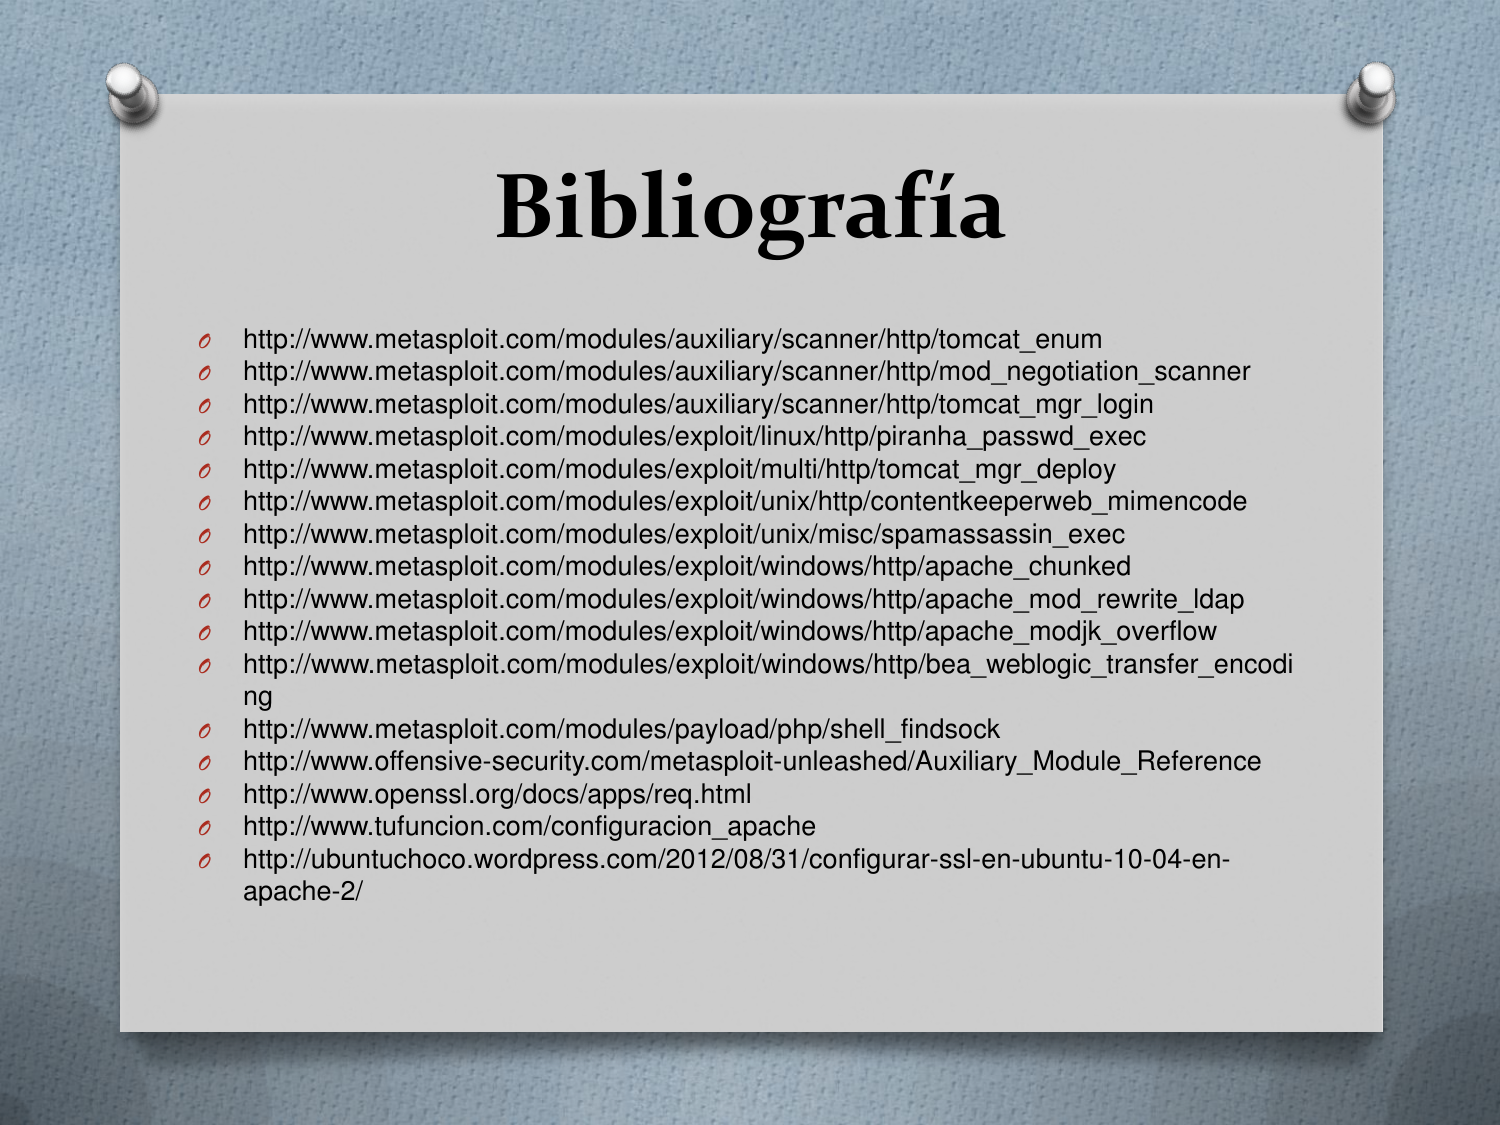 Bibliografía
http://www.metasploit.com/modules/auxiliary/scanner/http/tomcat_enum
http://www.metasploit.com/modules/auxiliary/scanner/http/mod_negotiation_scanner
http://www.metasploit.com/modules/auxiliary/scanner/http/tomcat_mgr_login
http://www.metasploit.com/modules/exploit/linux/http/piranha_passwd_exec
http://www.metasploit.com/modules/exploit/multi/http/tomcat_mgr_deploy
http://www.metasploit.com/modules/exploit/unix/http/contentkeeperweb_mimencode
http://www.metasploit.com/modules/exploit/unix/misc/spamassassin_exec
http://www.metasploit.com/modules/exploit/windows/http/apache_chunked
http://www.metasploit.com/modules/exploit/windows/http/apache_mod_rewrite_ldap
http://www.metasploit.com/modules/exploit/windows/http/apache_modjk_overflow
http://www.metasploit.com/modules/exploit/windows/http/bea_weblogic_transfer_encodi
ng
http://www.metasploit.com/modules/payload/php/shell_findsock
http://www.offensive-security.com/metasploit-unleashed/Auxiliary_Module_Reference
http://www.openssl.org/docs/apps/req.html
http://www.tufuncion.com/configuracion_apache
http://ubuntuchoco.wordpress.com/2012/08/31/configurar-ssl-en-ubuntu-10-04-en-
apache-2/